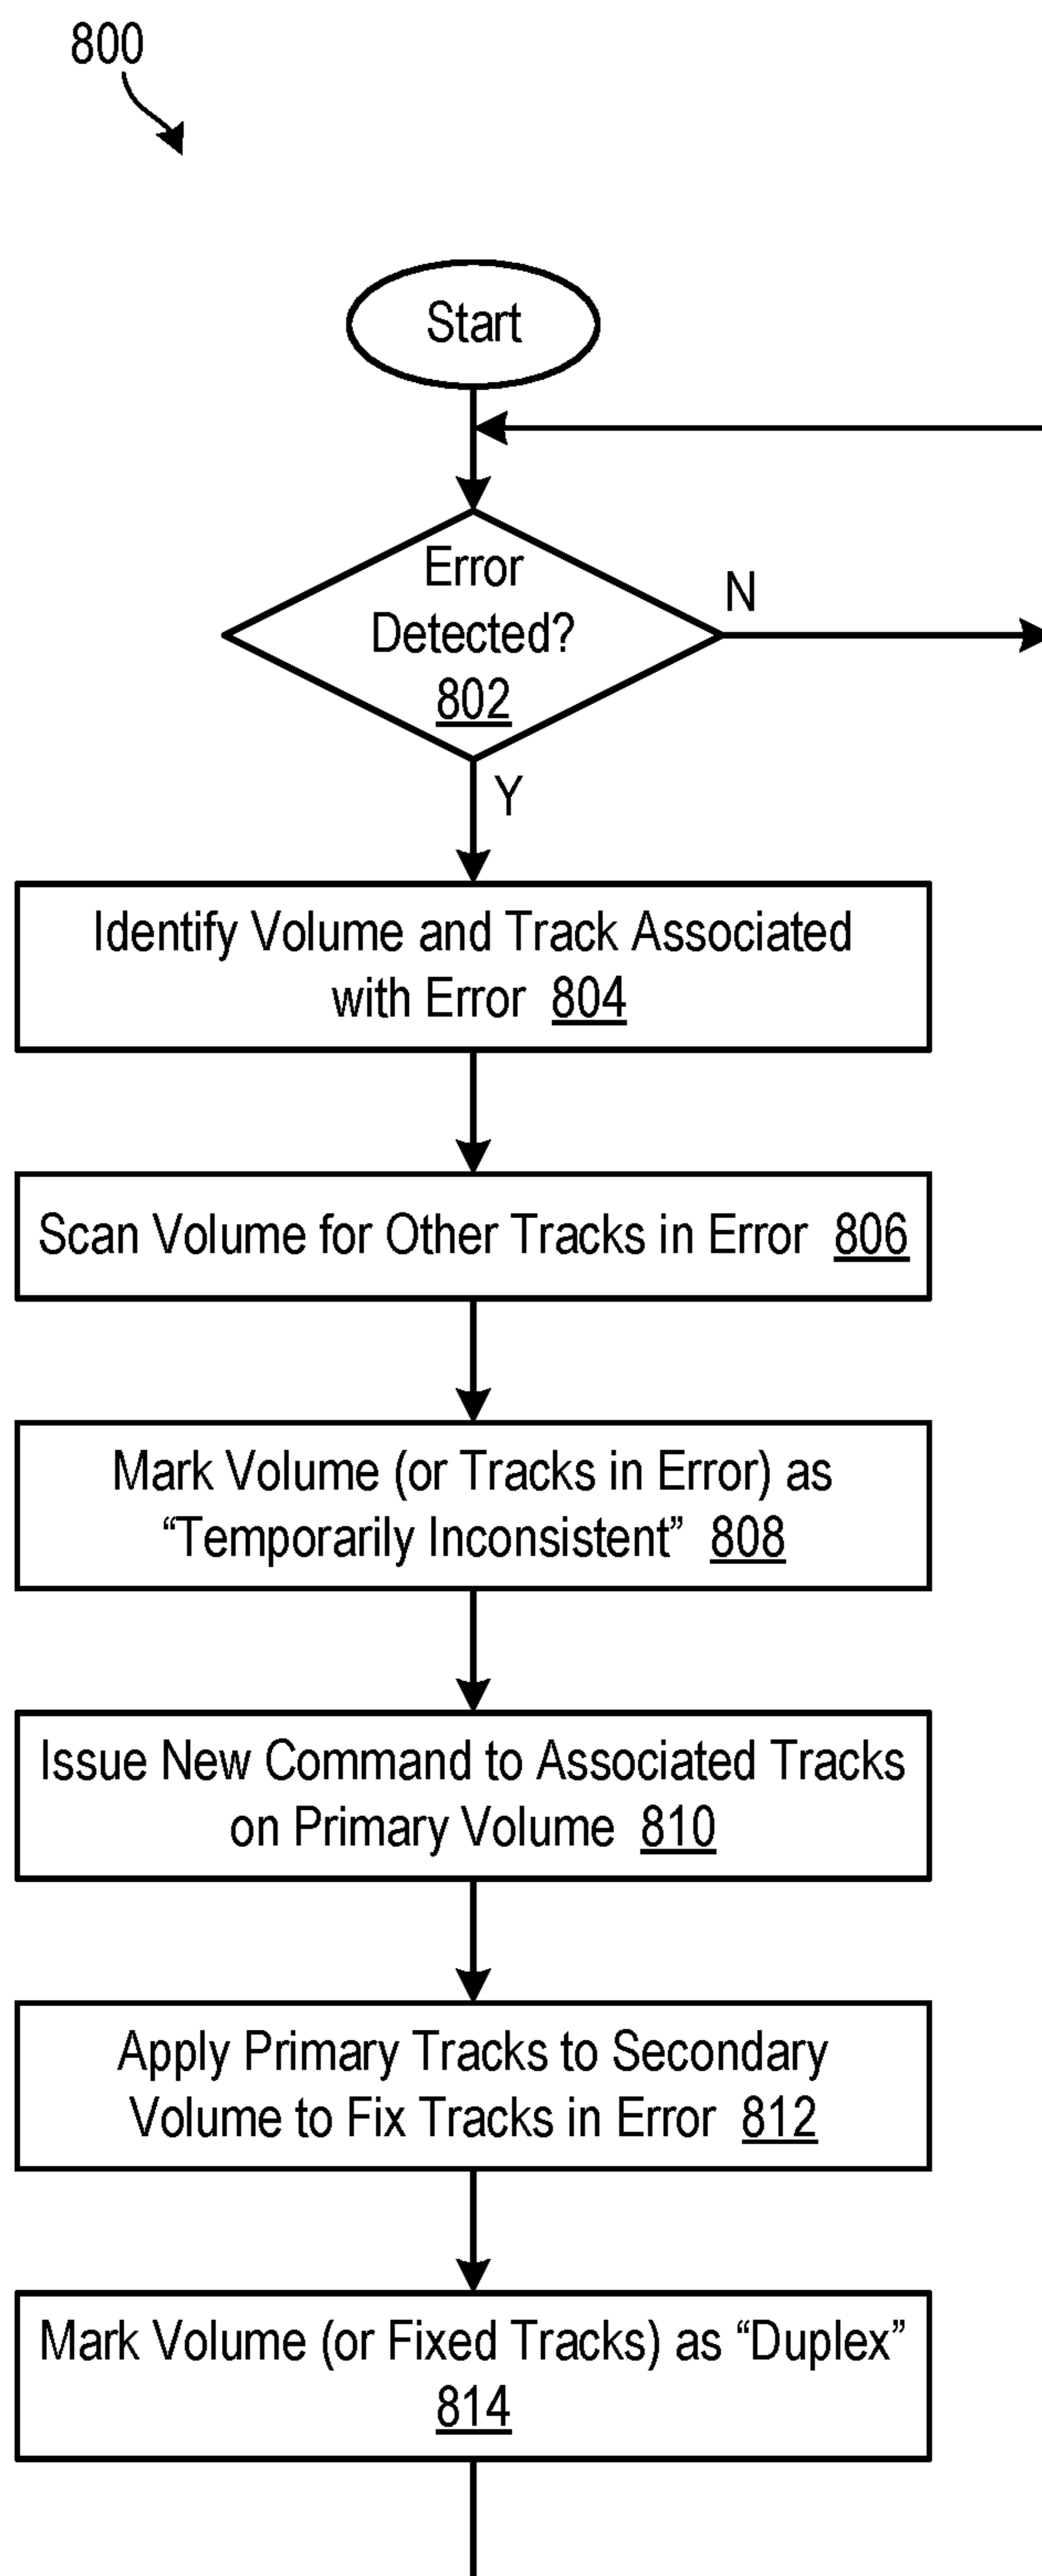 800
Start
Error
Detected?
802
N
Y
Identify Volume and Track Associated
with Error 804
Scan Volume for Other Tracks in Error 806
Mark Volume (or Tracks in Error) as
“Temporarily Inconsistent” 808
Issue New Command to Associated Tracks
on Primary Volume 810
Apply Primary Tracks to Secondary
Volume to Fix Tracks in Error 812
Mark Volume (or Fixed Tracks) as “Duplex”
814